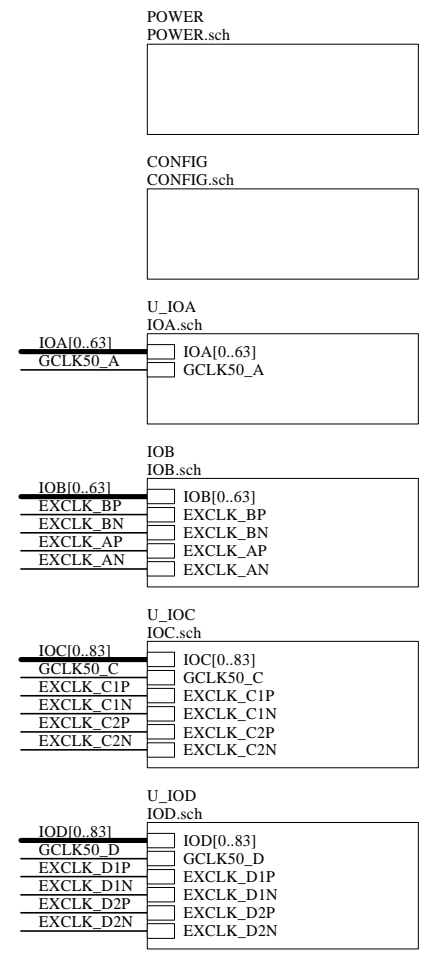 POWER
POWER.sch
CONFIG
CONFIG.sch
U_IOA
IOA.sch
IOA[0..63] IOA[0..63]
GCLK50_A GCLK50_A
IOB
IOB.sch
IOB[0..63] IOB[0..63]
EXCLK_BP EXCLK_BP
EXCLK_BN EXCLK_BN
EXCLK_AP EXCLK_AP
EXCLK_AN EXCLK_AN
U_IOC
IOC.sch
IOC[0..83] IOC[0..83]
GCLK50_C GCLK50_C
EXCLK_C1P EXCLK_C1P
EXCLK_C1N EXCLK_C1N
EXCLK_C2P EXCLK_C2P
EXCLK_C2N EXCLK_C2N
U_IOD
IOD.sch
IOD[0..83] IOD[0..83]
GCLK50_D GCLK50_D
EXCLK_D1P EXCLK_D1P
EXCLK_D1N EXCLK_D1N
EXCLK_D2P EXCLK_D2P
EXCLK_D2N EXCLK_D2N